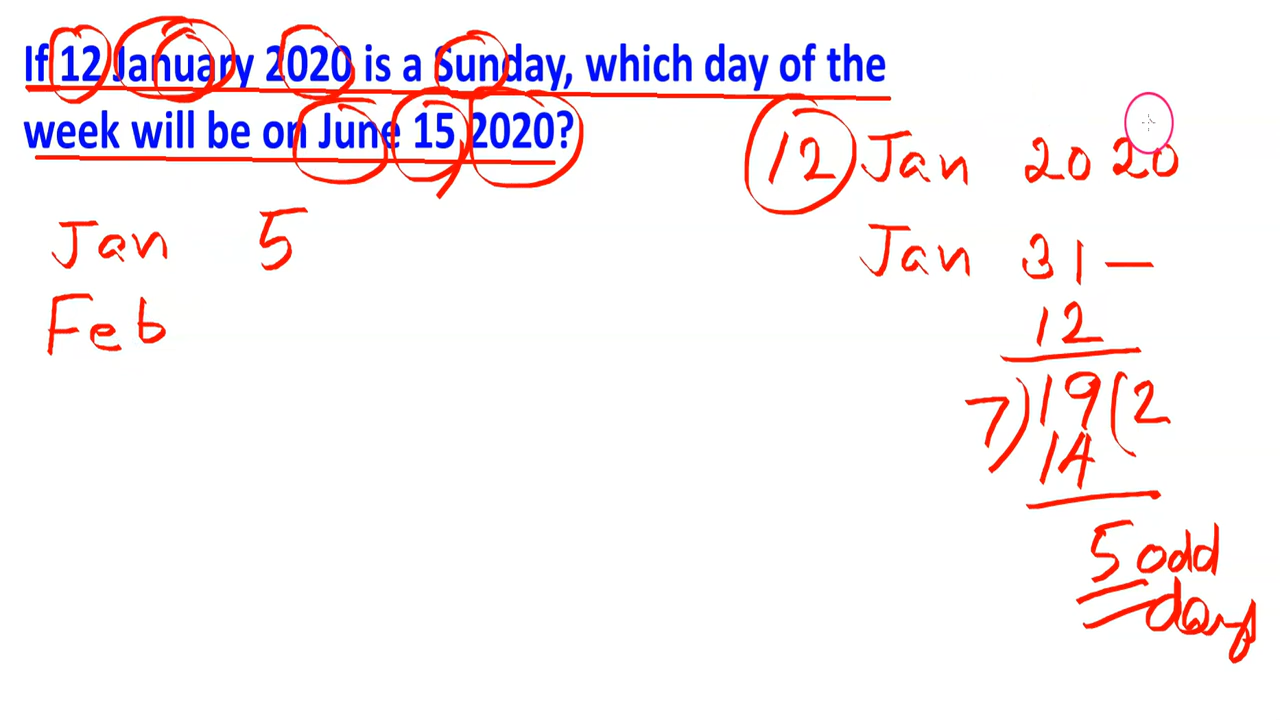 If 12 January 2020 is a Sunday, which day of the
week will be on June 15, 2020?
Jan 5
Feb
12 Jan 2020
Jan 31 —
12
7) 19 (2
14
5 odd
days